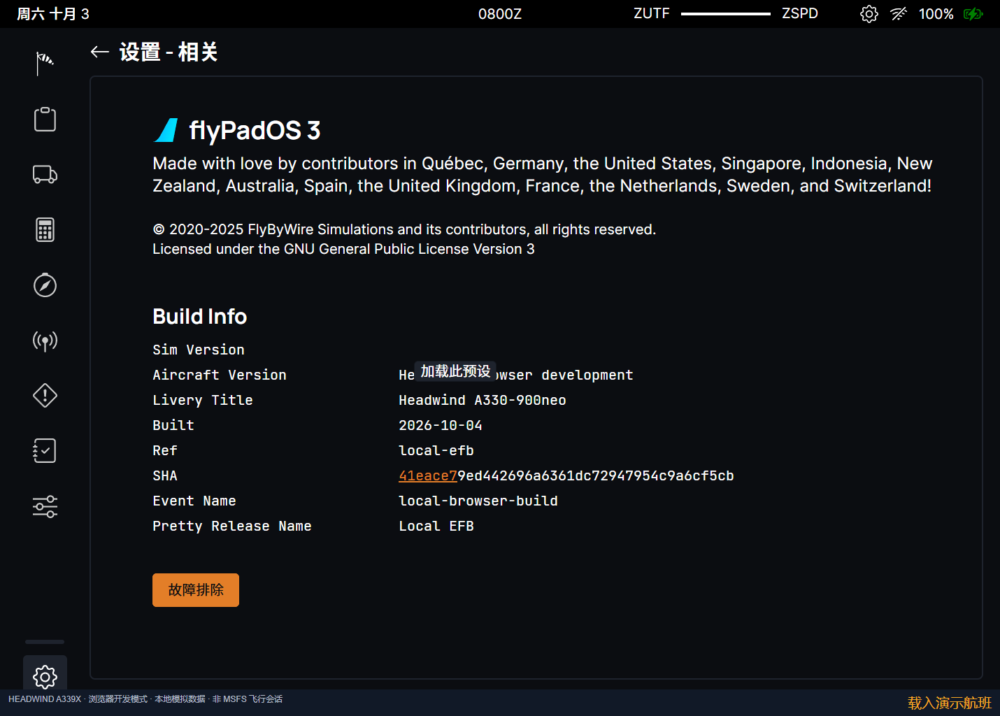 周六 十月 3
0800Z
ZUTF
ZSPD
100%
设置 - 相关
flyPadOS 3
Made with love by contributors in Québec, Germany, the United States, Singapore, Indonesia, New
Zealand, Australia, Spain, the United Kingdom, France, the Netherlands, Sweden, and Switzerland!
© 2020-2025 FlyByWire Simulations and its contributors, all rights reserved.
Licensed under the GNU General Public License Version 3
Build Info
Sim Version
Aircraft Version
加载此预设
development
Livery Title Headwind A330-900neo
Built 2026-10-04
Ref local-efb
SHA 41eace79ed442696a6361dc72947954c9a6cf5cb
Event Name local-browser-build
Pretty Release Name Local EFB
故障排除
HEADWIND A339X · 浏览器开发模式 · 本地模拟数据 · 非 MSFS 飞行会话
载入演示航班